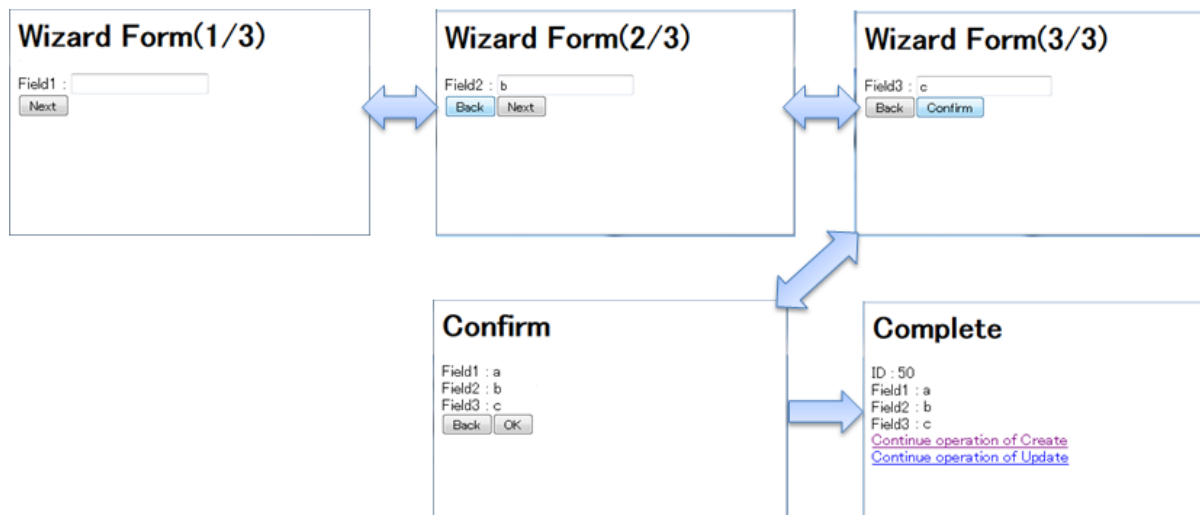 Wizard Form(1/3)
Field1 :
Next
Wizard Form(2/3)
Field2 : b
Back Next
Wizard Form(3/3)
Field3 : c
Back Confirm
Confirm
Field1 : a
Field2 : b
Field3 : c
Back OK
Complete
ID : 50
Field1 : a
Field2 : b
Field3 : c
Continue operation of Create
Continue operation of Update